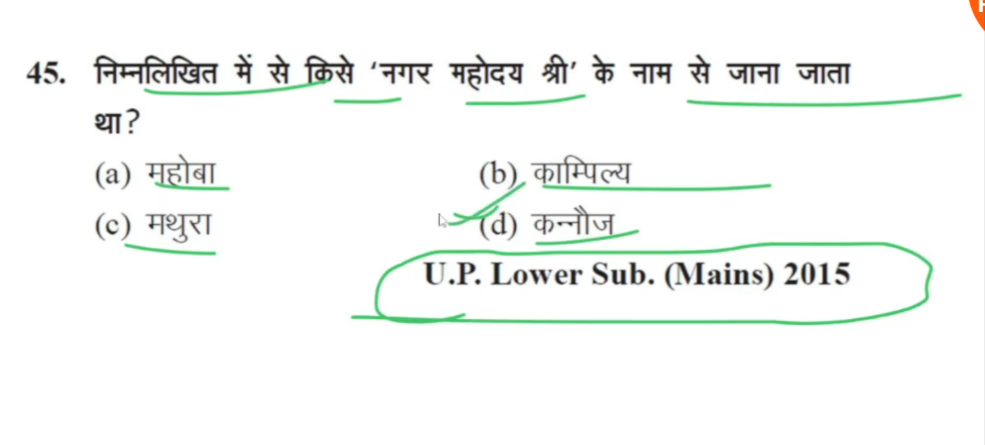 45. निम्नलिखित में से किसे 'नगर महोदय श्री' के नाम से जाना जाता
था?
(a) महोबा (b) काम्पिल्य
(c) मथुरा (d) कन्नौज
U.P. Lower Sub. (Mains) 2015